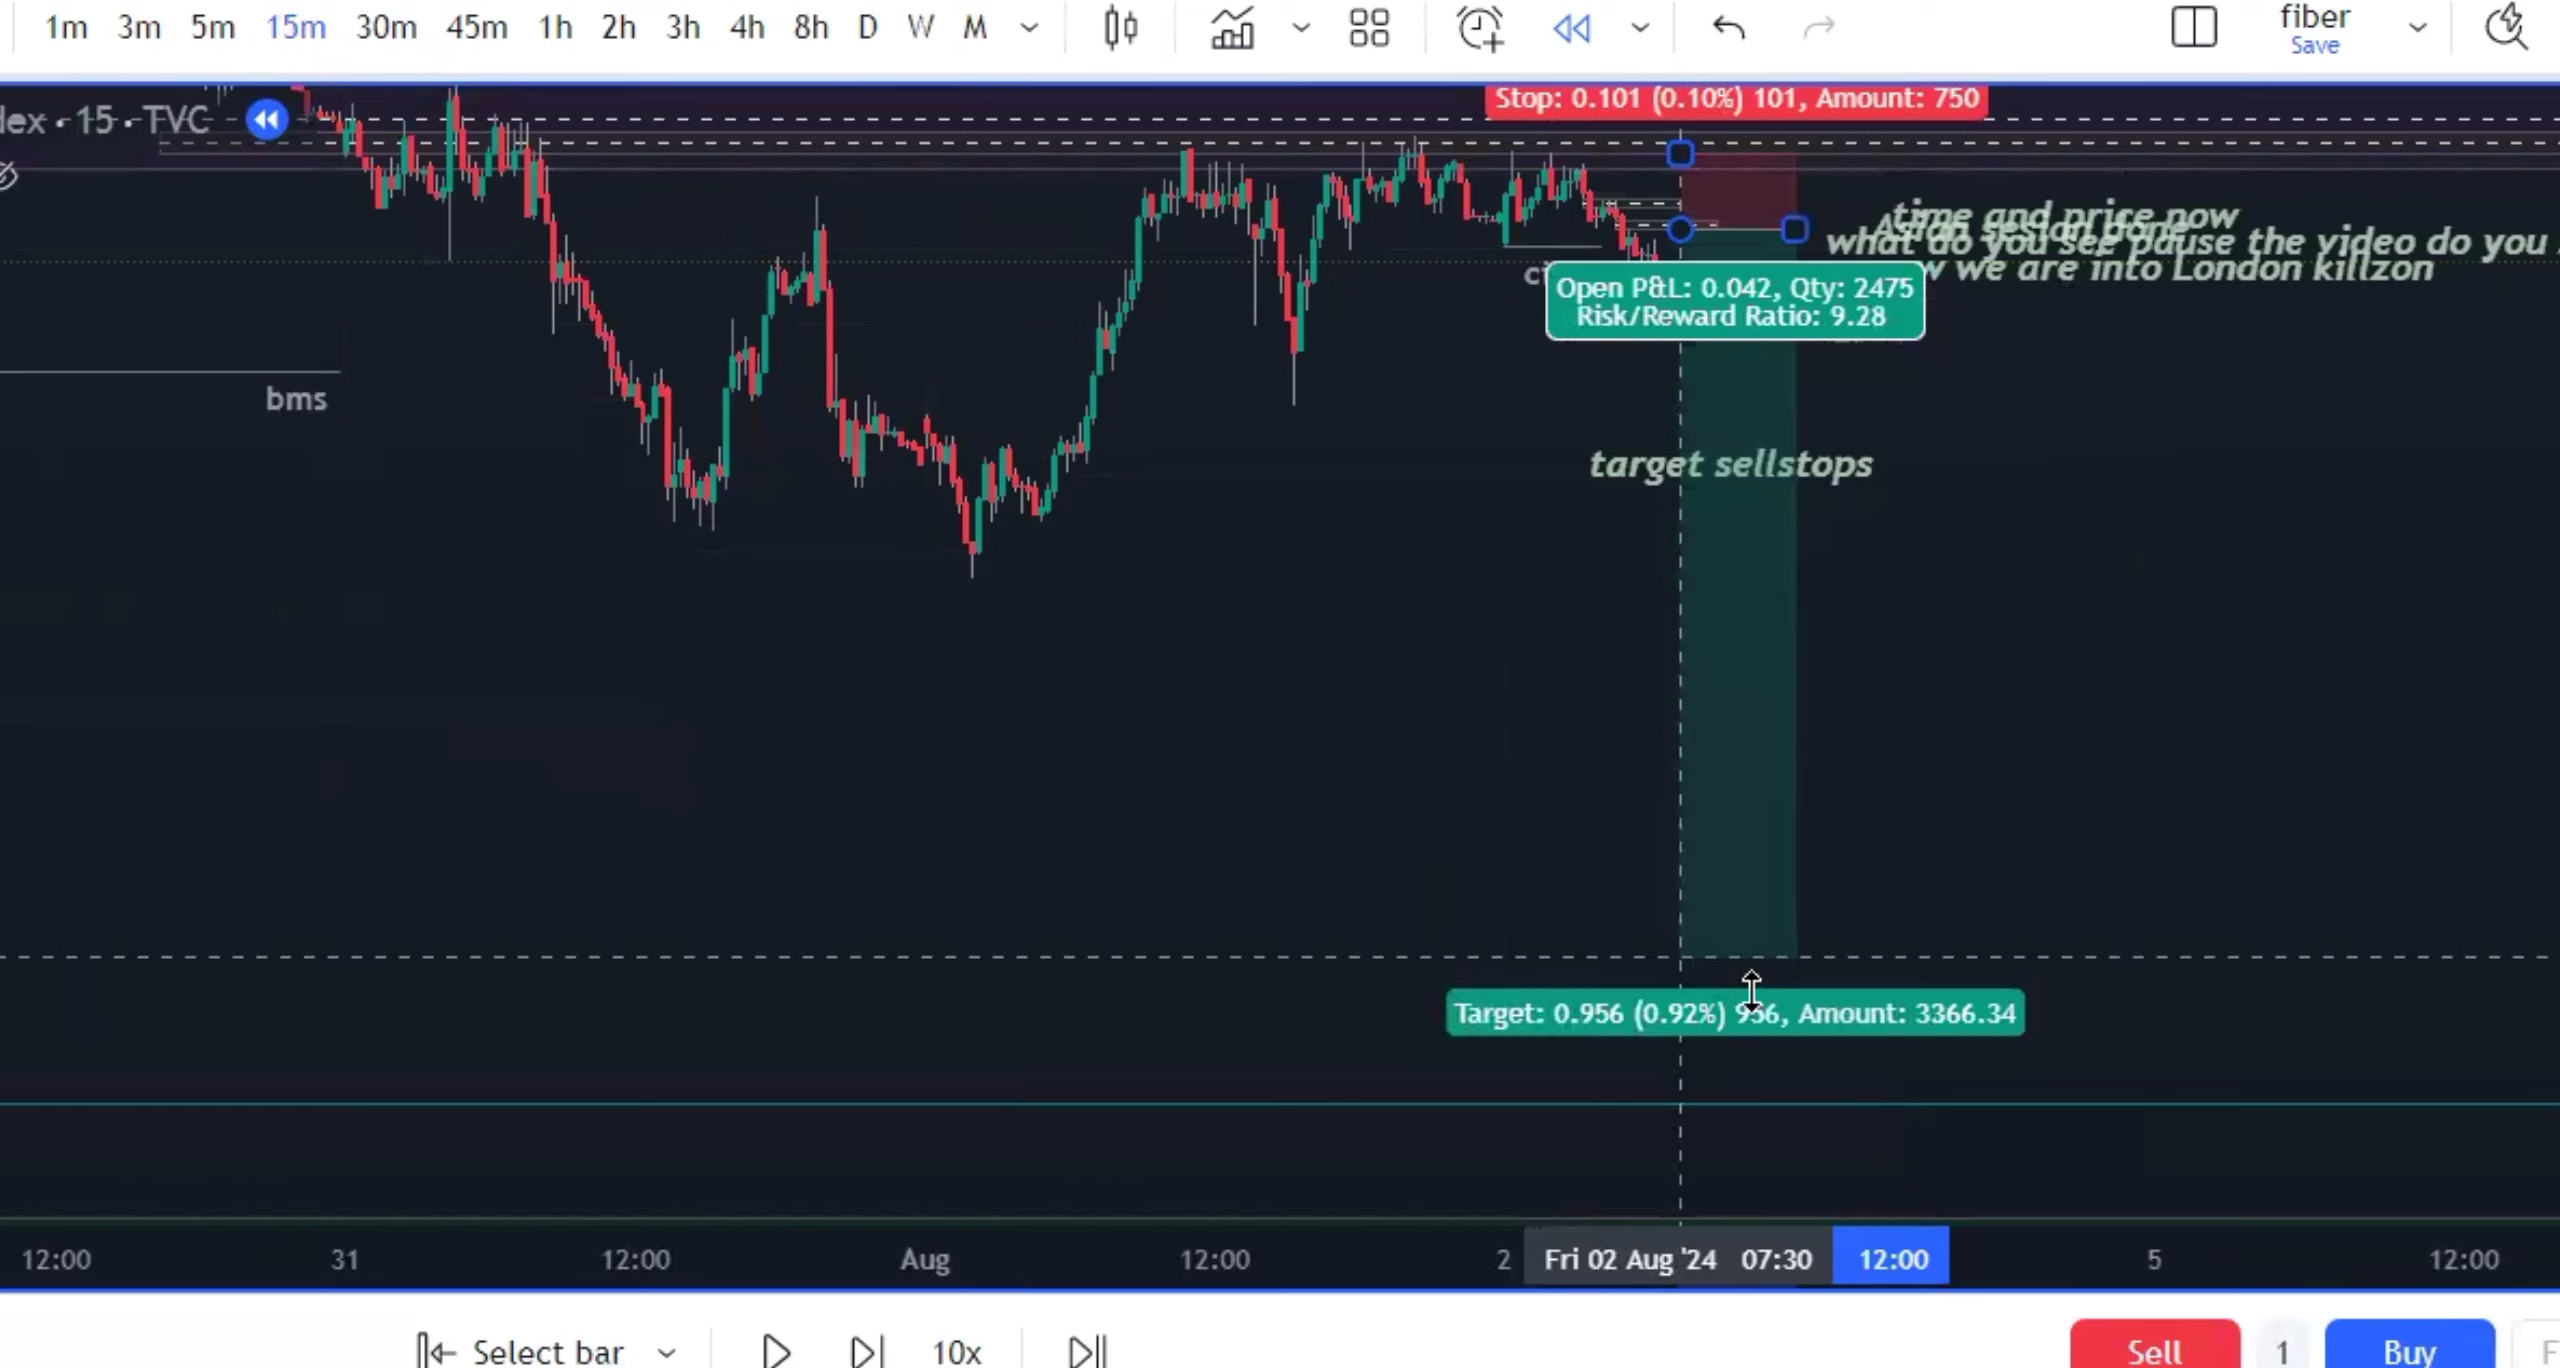 1m 3m 5m 15m 30m 45m 1h 2h 3h 4h 8h D W M
fiber
Save
dex · 15 · TVC
Stop: 0.101 (0.10%) 101, Amount: 750
time and price now
what do you see pause the video do you
w we are into London killzon
Open P&L: 0.042, Qty: 2475
Risk/Reward Ratio: 9.28
bms
target sellstops
Target: 0.956 (0.92%) 956, Amount: 3366.34
12:00 31 12:00 Aug 12:00 2 Fri 02 Aug '24 07:30 12:00 5 12:00
Select bar 10x Sell 1 Buy